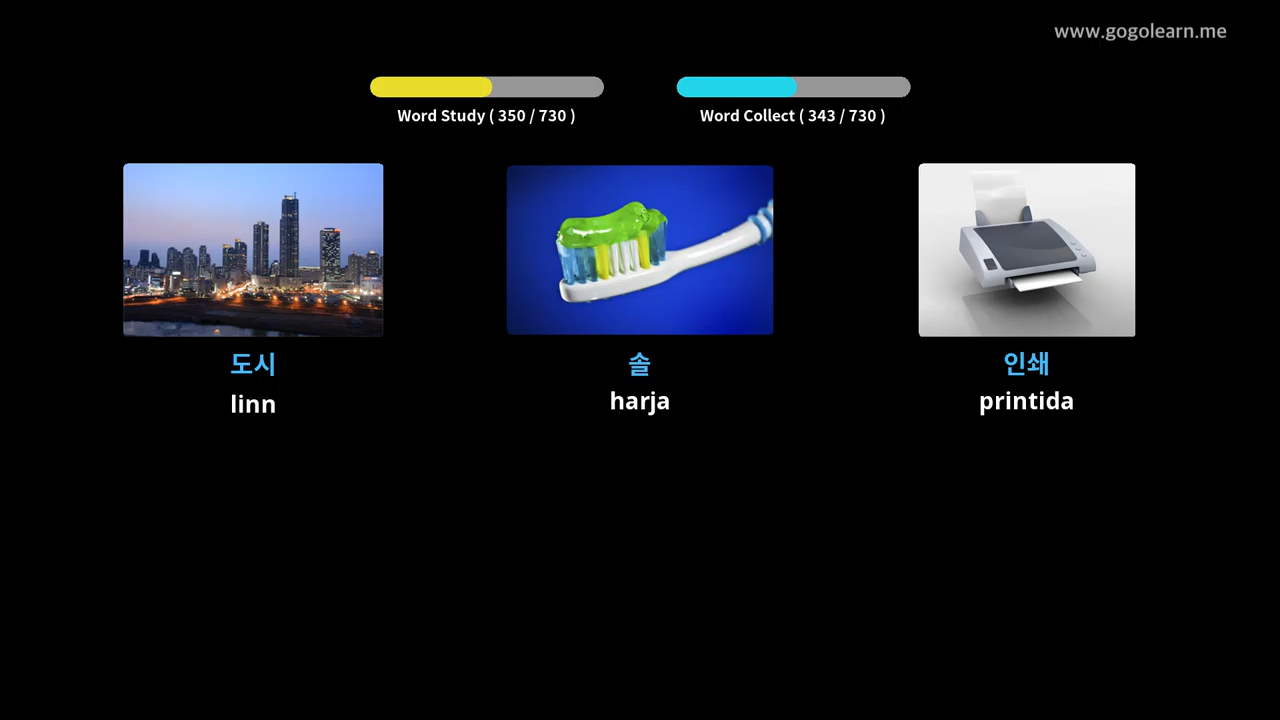 www.gogolearn.me
Word Study ( 350 / 730 )
Word Collect ( 343 / 730 )
도시
linn
솔
harja
인쇄
printida